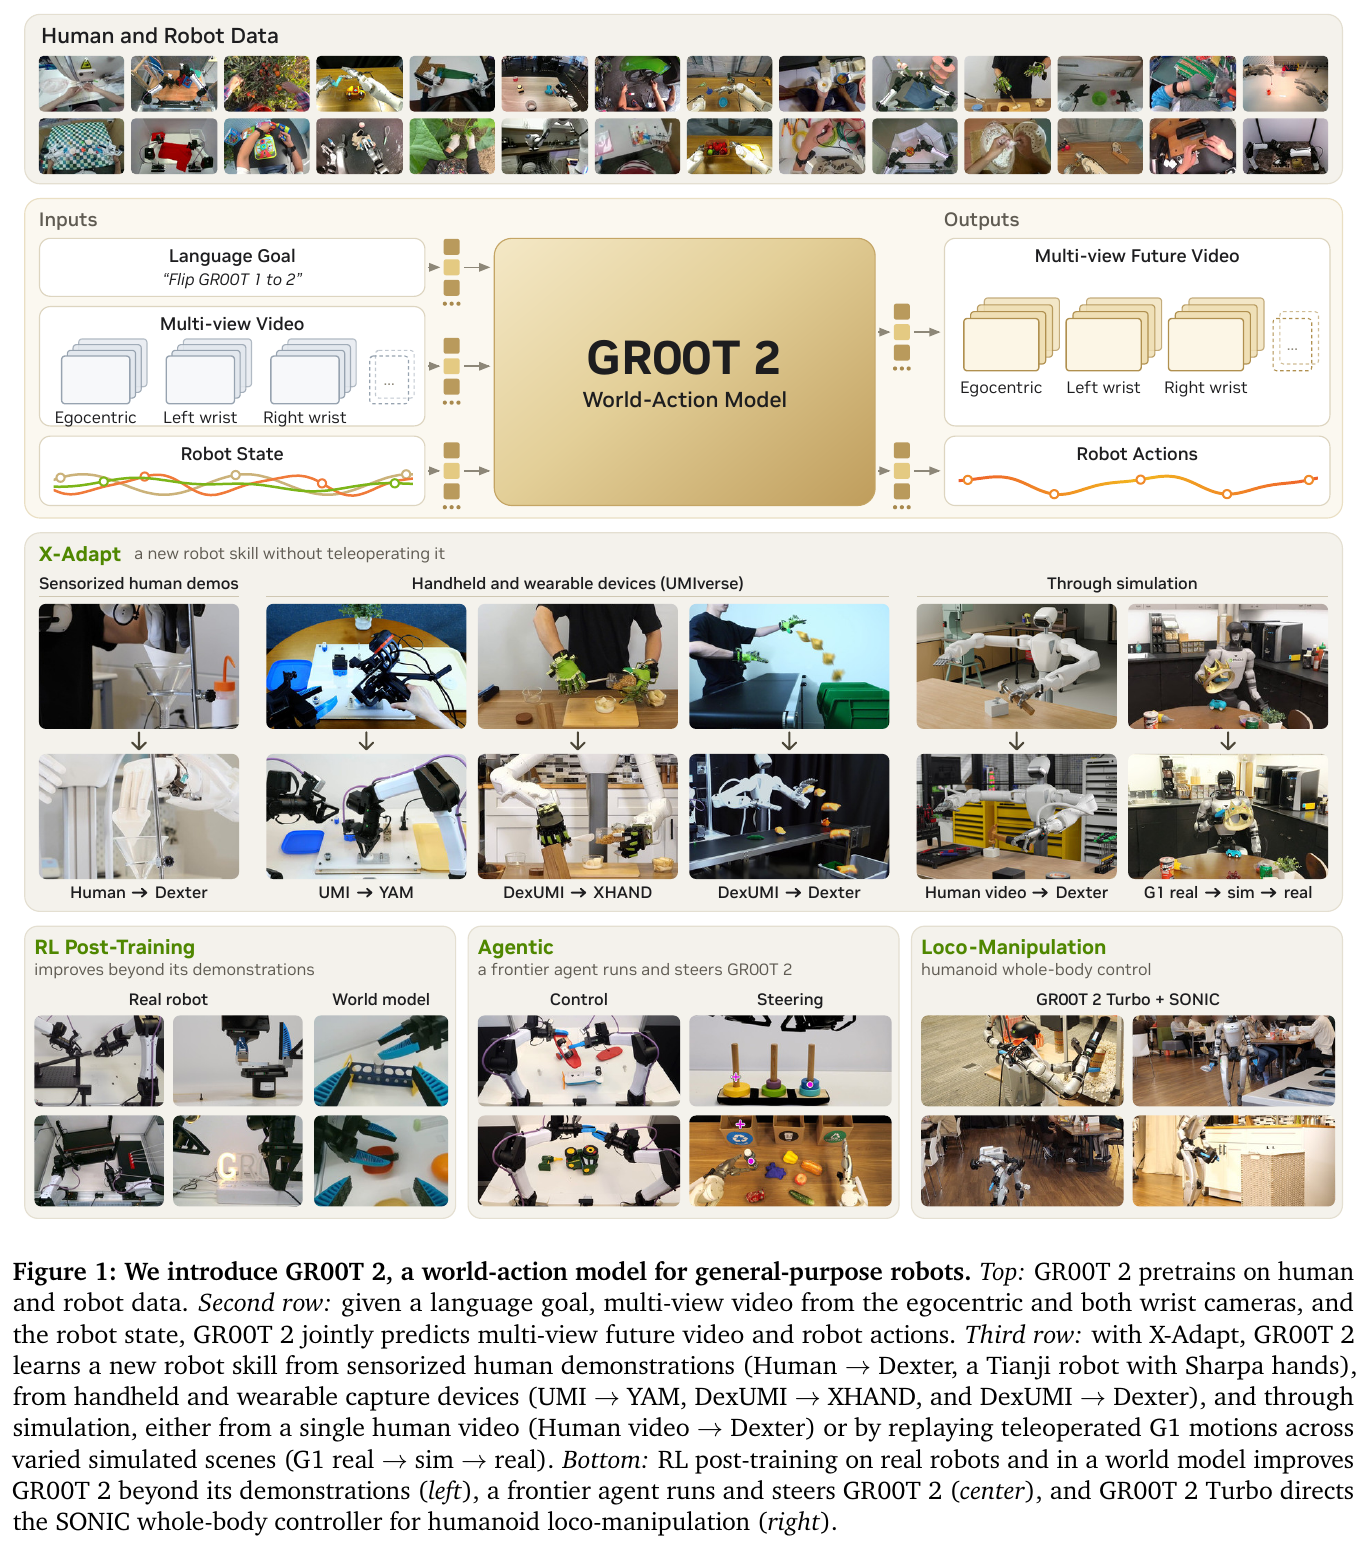 Human and Robot Data
Inputs
Outputs
Language Goal
“Flip GR00T 1 to 2”
Multi-view Video
...
Egocentric
Left wrist
Right wrist
Robot State
GR00T 2
World-Action Model
Multi-view Future Video
...
Egocentric
Left wrist
Right wrist
Robot Actions
X-Adapt a new robot skill without teleoperating it
Sensorized human demos
Handheld and wearable devices (UMIverse)
Through simulation
Human → Dexter
UMI → YAM
DexUMI → XHAND
DexUMI → Dexter
Human video → Dexter
G1 real → sim → real
RL Post-Training
improves beyond its demonstrations
Real robot
World model
G
Agentic
a frontier agent runs and steers GR00T 2
Control
Steering
Loco-Manipulation
humanoid whole-body control
GR00T 2 Turbo + SONIC
Figure 1: We introduce GR00T 2, a world-action model for general-purpose robots. Top: GR00T 2 pretrains on human
and robot data. Second row: given a language goal, multi-view video from the egocentric and both wrist cameras, and
the robot state, GR00T 2 jointly predicts multi-view future video and robot actions. Third row: with X-Adapt, GR00T 2
learns a new robot skill from sensorized human demonstrations (Human → Dexter, a Tianji robot with Sharpa hands),
from handheld and wearable capture devices (UMI → YAM, DexUMI → XHAND, and DexUMI → Dexter), and through
simulation, either from a single human video (Human video → Dexter) or by replaying teleoperated G1 motions across
varied simulated scenes (G1 real → sim → real). Bottom: RL post-training on real robots and in a world model improves
GR00T 2 beyond its demonstrations (left), a frontier agent runs and steers GR00T 2 (center), and GR00T 2 Turbo directs
the SONIC whole-body controller for humanoid loco-manipulation (right).